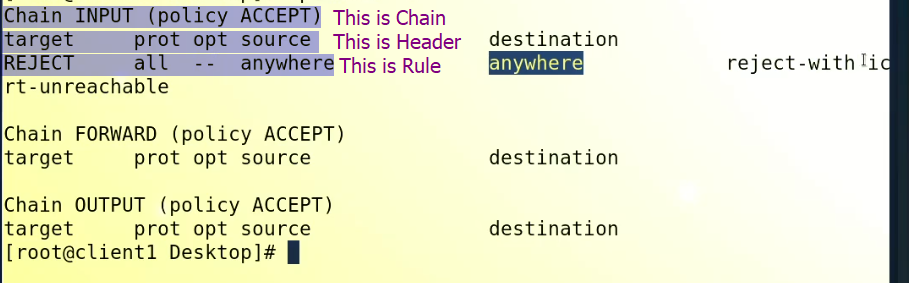 Chain INPUT (policy ACCEPT) This is Chain
target     prot opt source This is Header destination
REJECT     all  --  anywhere This is Rule anywhere            reject-with ic
rt-unreachable
Chain FORWARD (policy ACCEPT)
target     prot opt source               destination
Chain OUTPUT (policy ACCEPT)
target     prot opt source               destination
[root@client1 Desktop]#